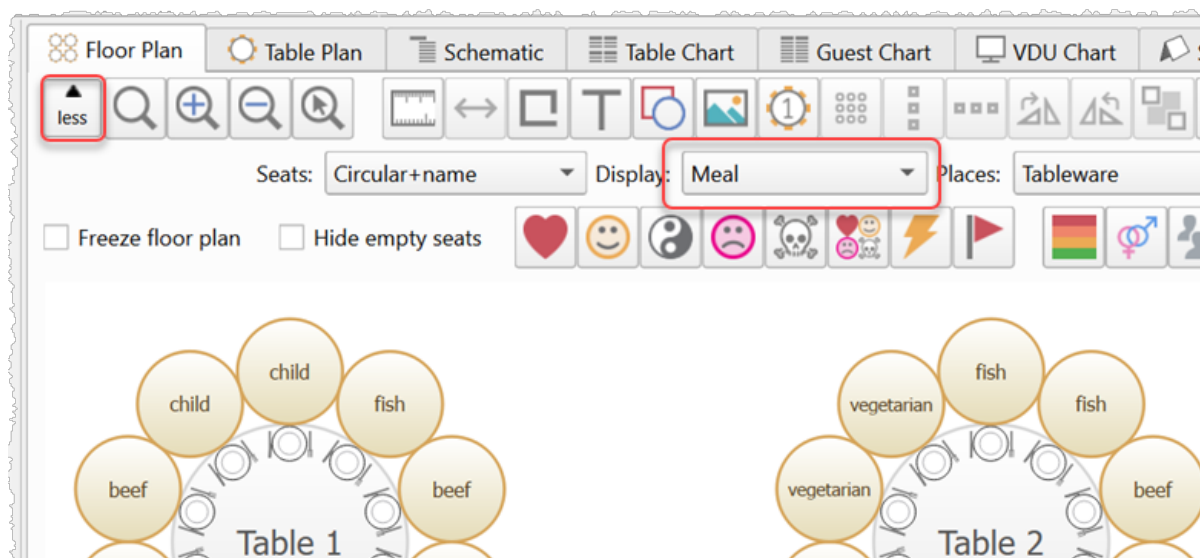 Floor Plan Table Plan Schematic Table Chart Guest Chart VDU Chart
less 1
Seats: Circular+name Display: Meal Places: Tableware
Freeze floor plan Hide empty seats
child fish
child fish vegetarian fish
beef beef vegetarian beef
Table 1 Table 2